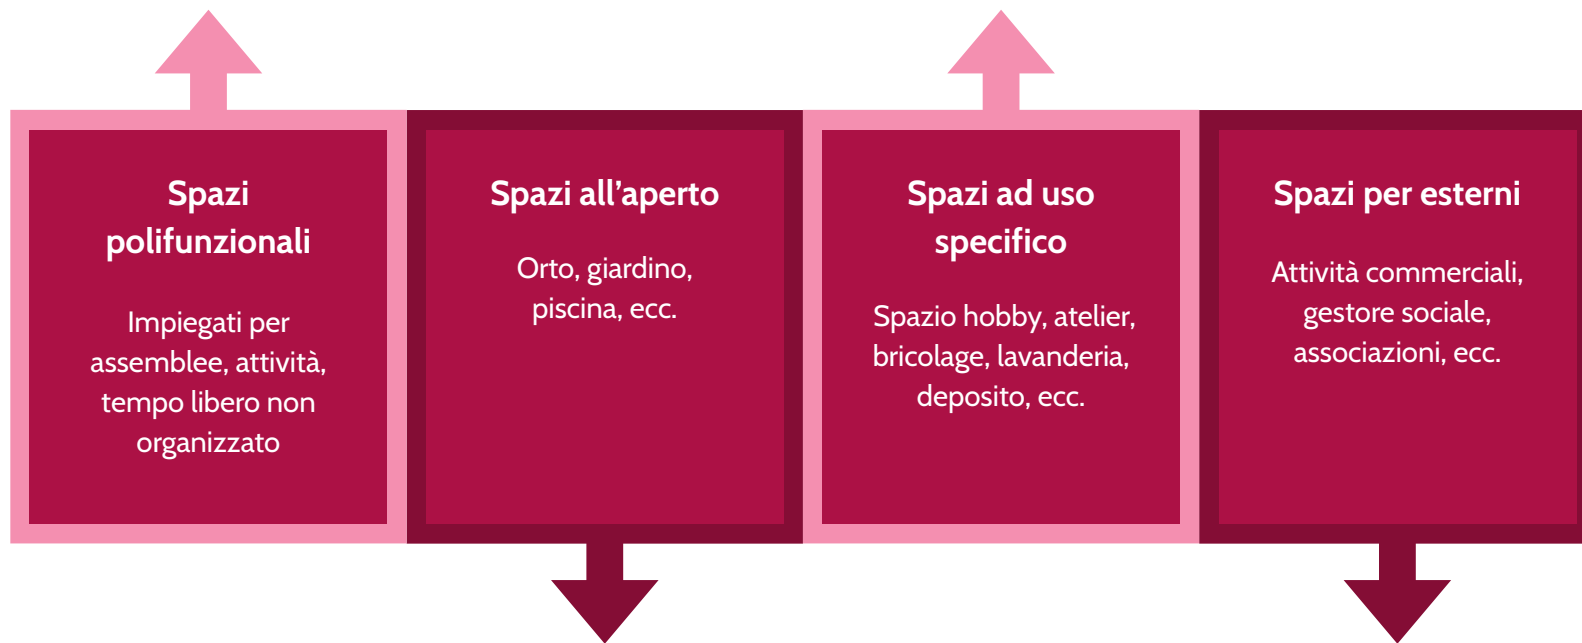 Spazi
polifunzionali
Impiegati per
assemblee, attività,
tempo libero non
organizzato
Spazi all’aperto
Orto, giardino,
piscina, ecc.
Spazi ad uso
specifico
Spazio hobby, atelier,
bricolage, lavanderia,
deposito, ecc.
Spazi per esterni
Attività commerciali,
gestore sociale,
associazioni, ecc.